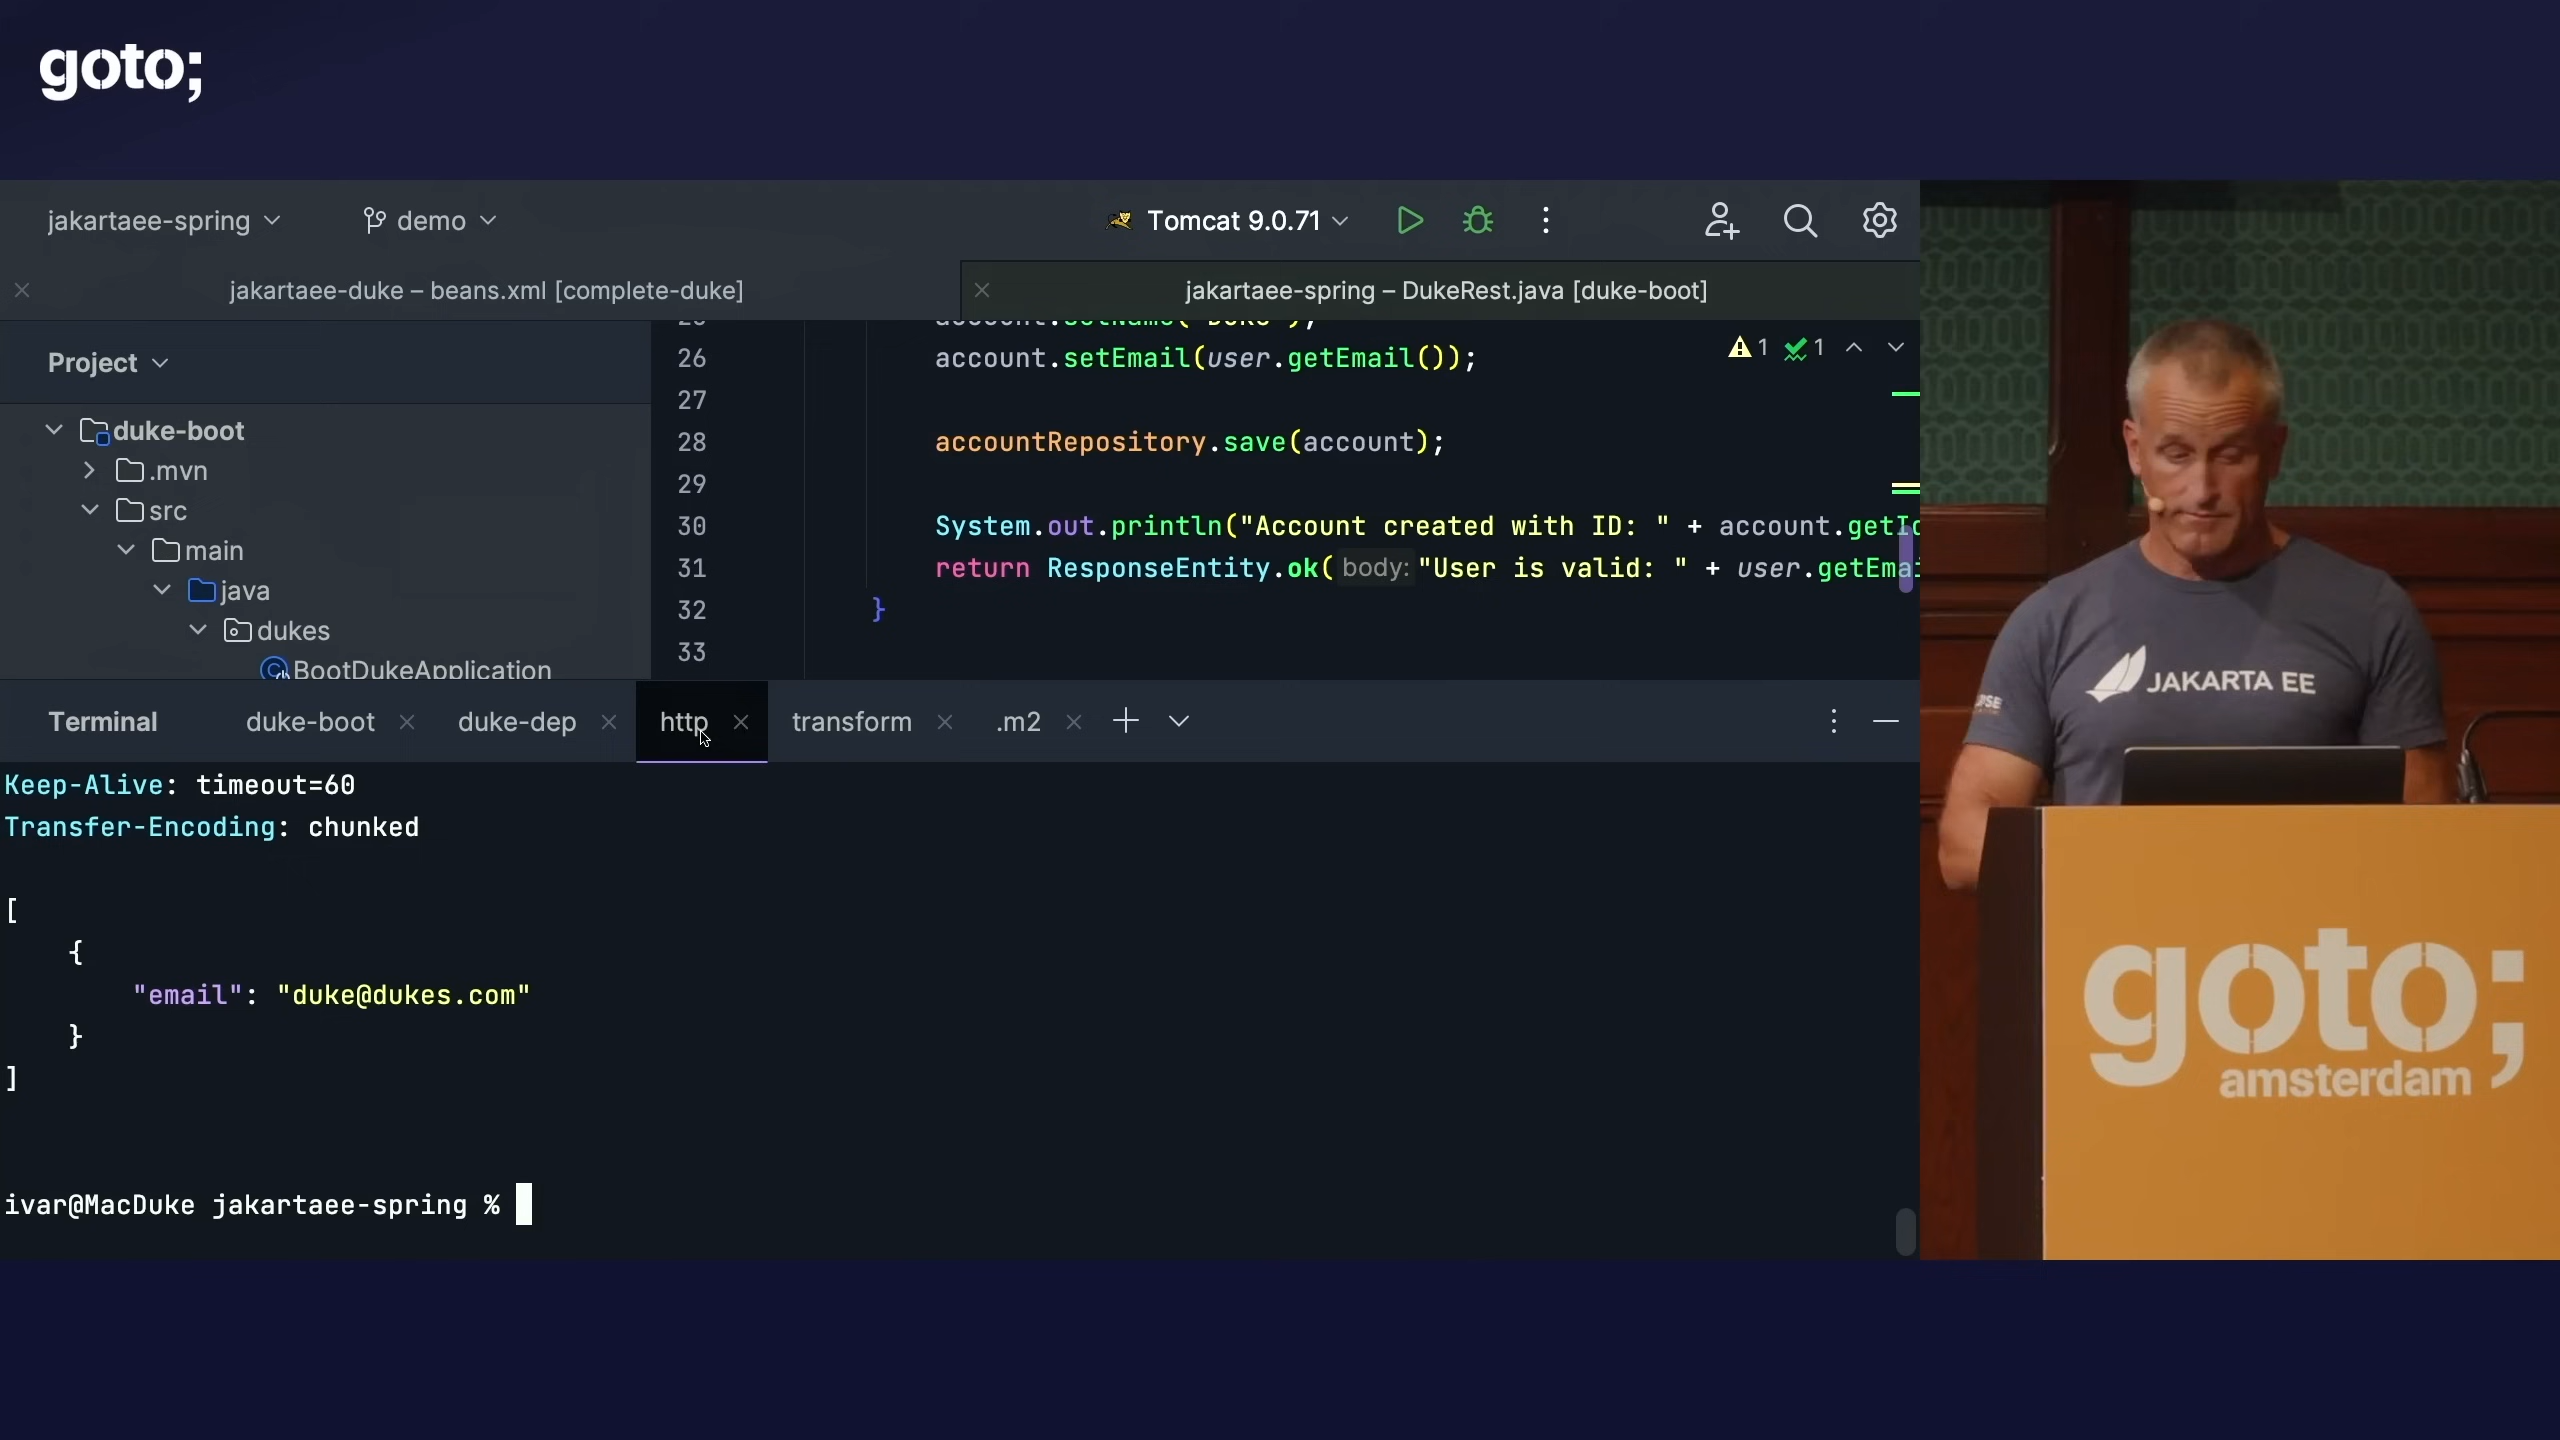 goto;
jakartaee-spring
demo
Tomcat 9.0.71
jakartaee-duke – beans.xml [complete-duke]
jakartaee-spring – DukeRest.java [duke-boot]
Project
duke-boot
.mvn
src
main
java
dukes
BootDukeApplication
1 1
26 account.setEmail(user.getEmail());
27
28 accountRepository.save(account);
29
30 System.out.println("Account created with ID: " + account.getId
31 return ResponseEntity.ok( body: "User is valid: " + user.getEmai
32 }
33
Terminal duke-boot duke-dep http transform .m2
Keep-Alive: timeout=60
Transfer-Encoding: chunked
[
{
"email": "duke@dukes.com"
}
]
ivar@MacDuke jakartaee-spring %
JAKARTA EE
goto;
amsterdam